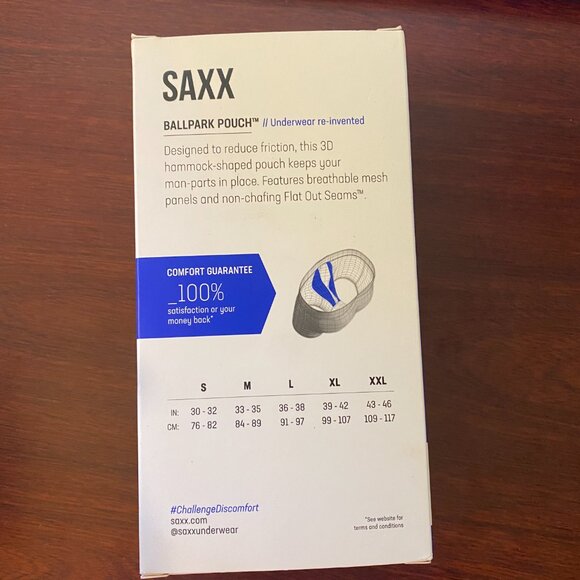 SAXX
BALLPARK POUCH™ // Underwear re-invented
Designed to reduce friction, this 3D
hammock-shaped pouch keeps your
man-parts in place. Features breathable mesh
panels and non-chafing Flat Out Seams™.
COMFORT GUARANTEE
_100%
satisfaction or your
money back*
S M L XL XXL
IN: 30 - 32 33 - 35 36 - 38 39 - 42 43 - 46
CM: 76 - 82 84 - 89 91 - 97 99 - 107 109 - 117
#ChallengeDiscomfort
saxx.com
@saxxunderwear
*See website for
terms and conditions